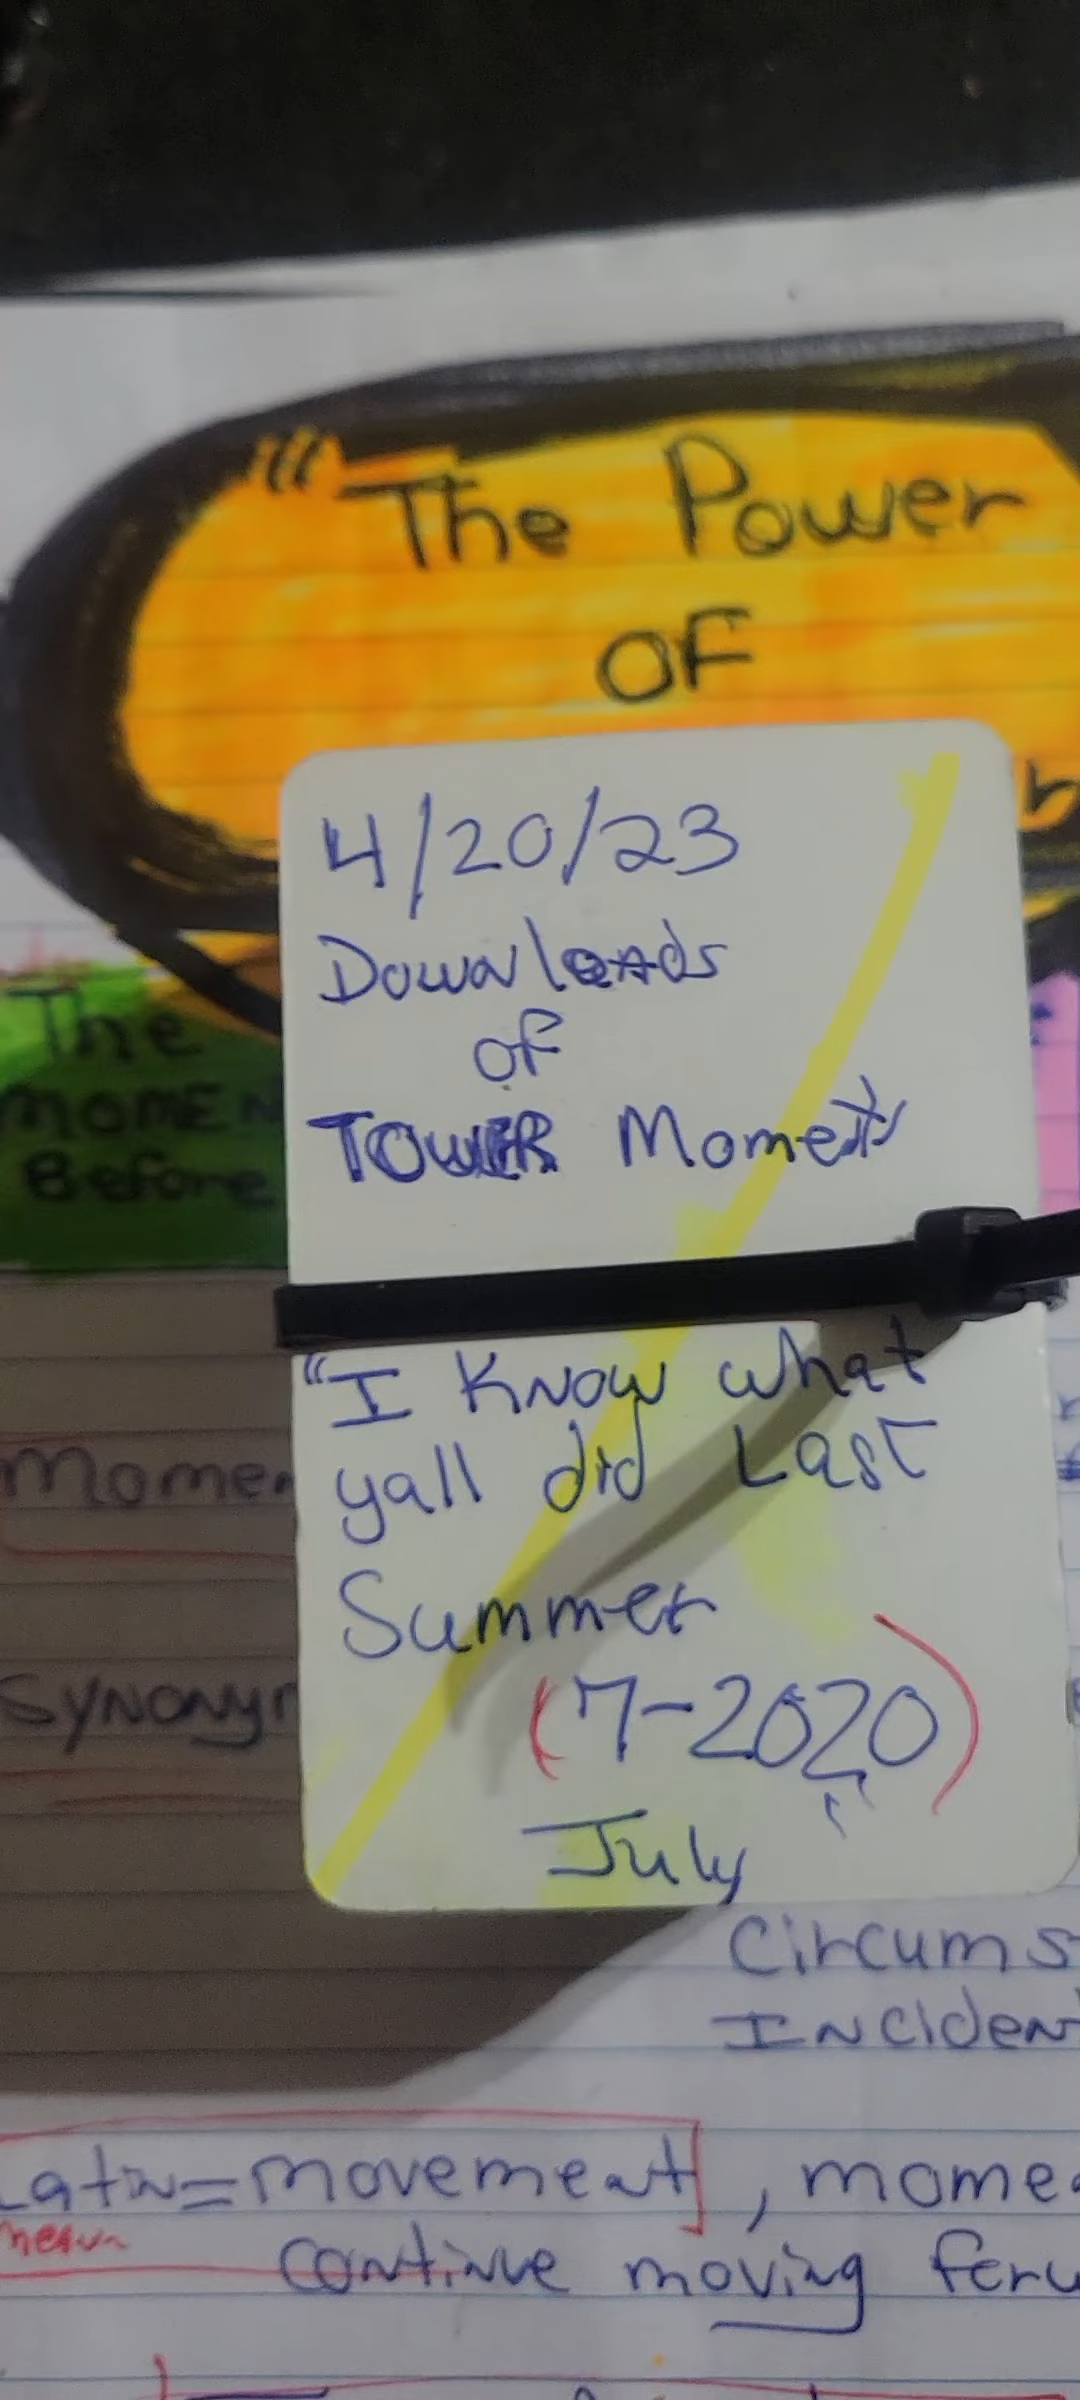 "The Power
OF
4/20/23
Downloads
of
TOWER Moments
The
MOMEN
Before
"I KNOW what
yall did Last
Summer
(7-2020)
July
Momen
Synonym
Circums
INciden
Latin=movement, mome
mean
continue moving forw